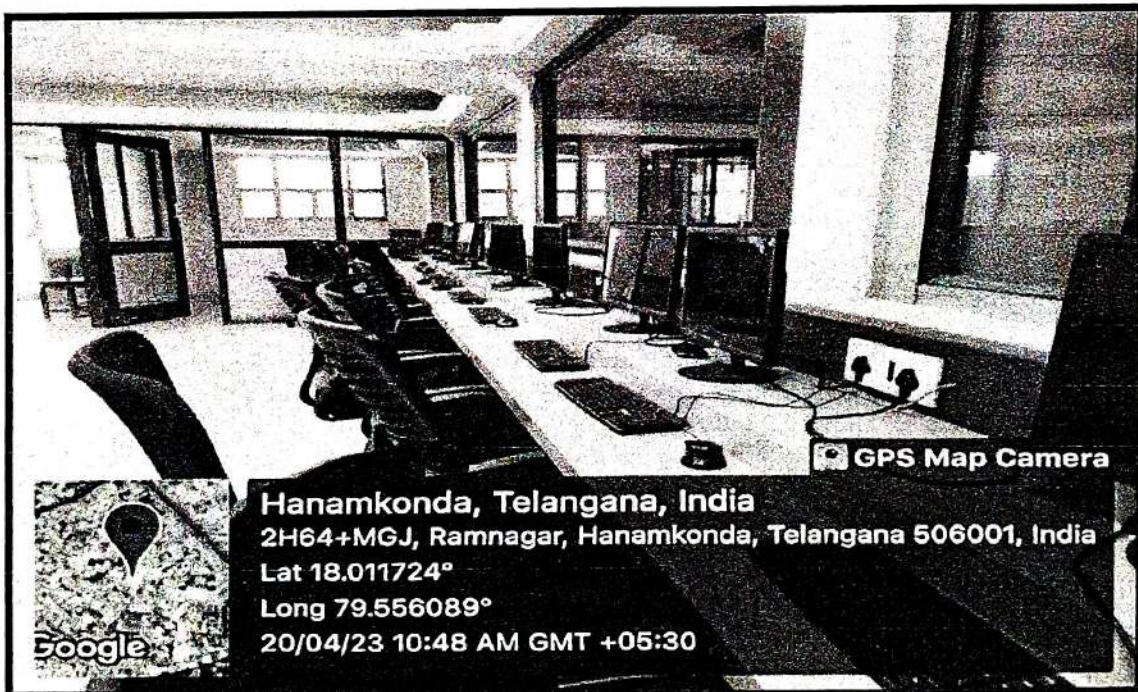 GPS Map Camera
Hanamkonda, Telangana, India
2H64+MGJ, Ramnagar, Hanamkonda, Telangana 506001, India
Lat 18.011724°
Long 79.556089°
20/04/23 10:48 AM GMT +05:30
Google